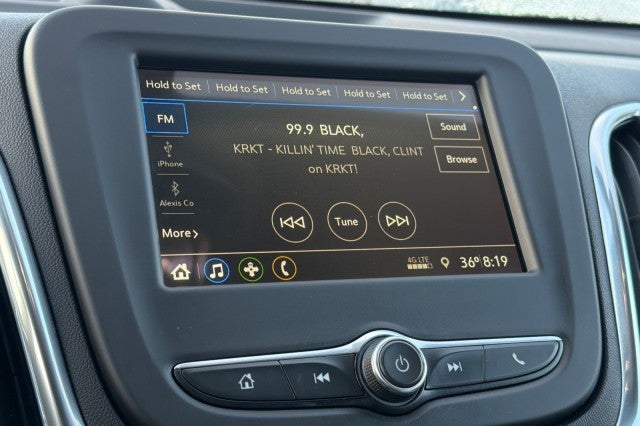 Hold to Set Hold to Set Hold to Set Hold to Set Hold to Set
FM
99.9 BLACK,
Sound
KRKT - KILLIN' TIME BLACK, CLINT
on KRKT!
Browse
iPhone
Alexis Co
Tune
More
4G LTE
36° 8:19